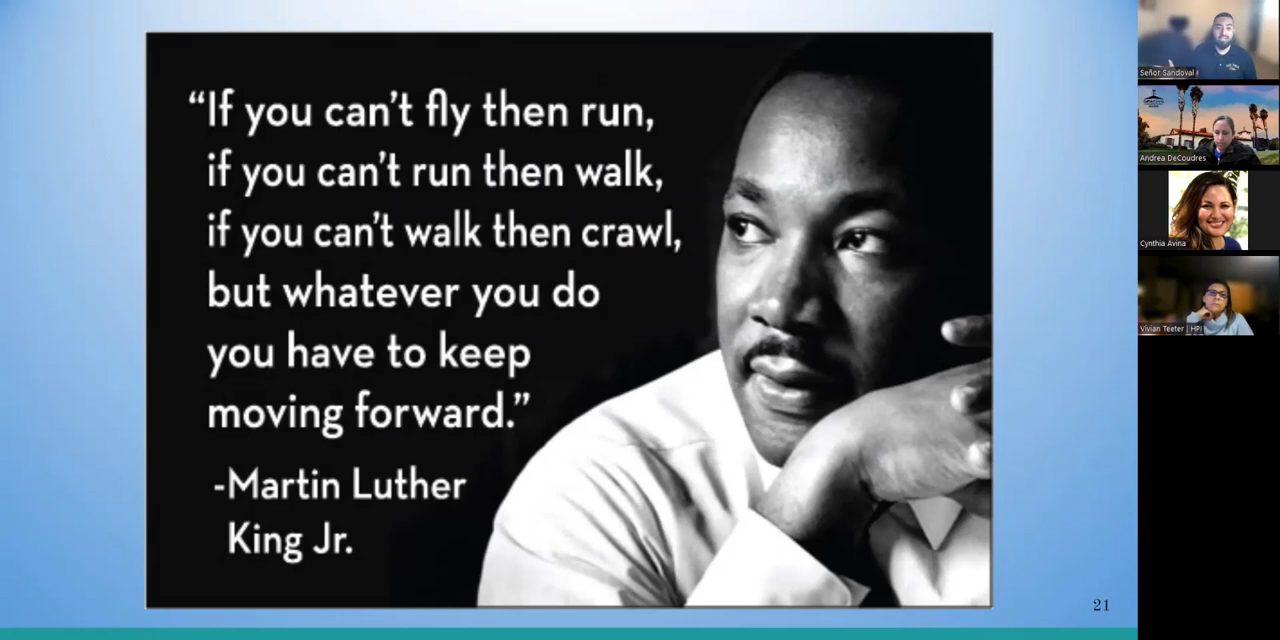 “If you can’t fly then run,
if you can’t run then walk,
if you can’t walk then crawl,
but whatever you do
you have to keep
moving forward.”
-Martin Luther
King Jr.
21
Señor Sandoval
Andrea DeCoudres
Cynthia Avina
Vivian Teeter | HPI